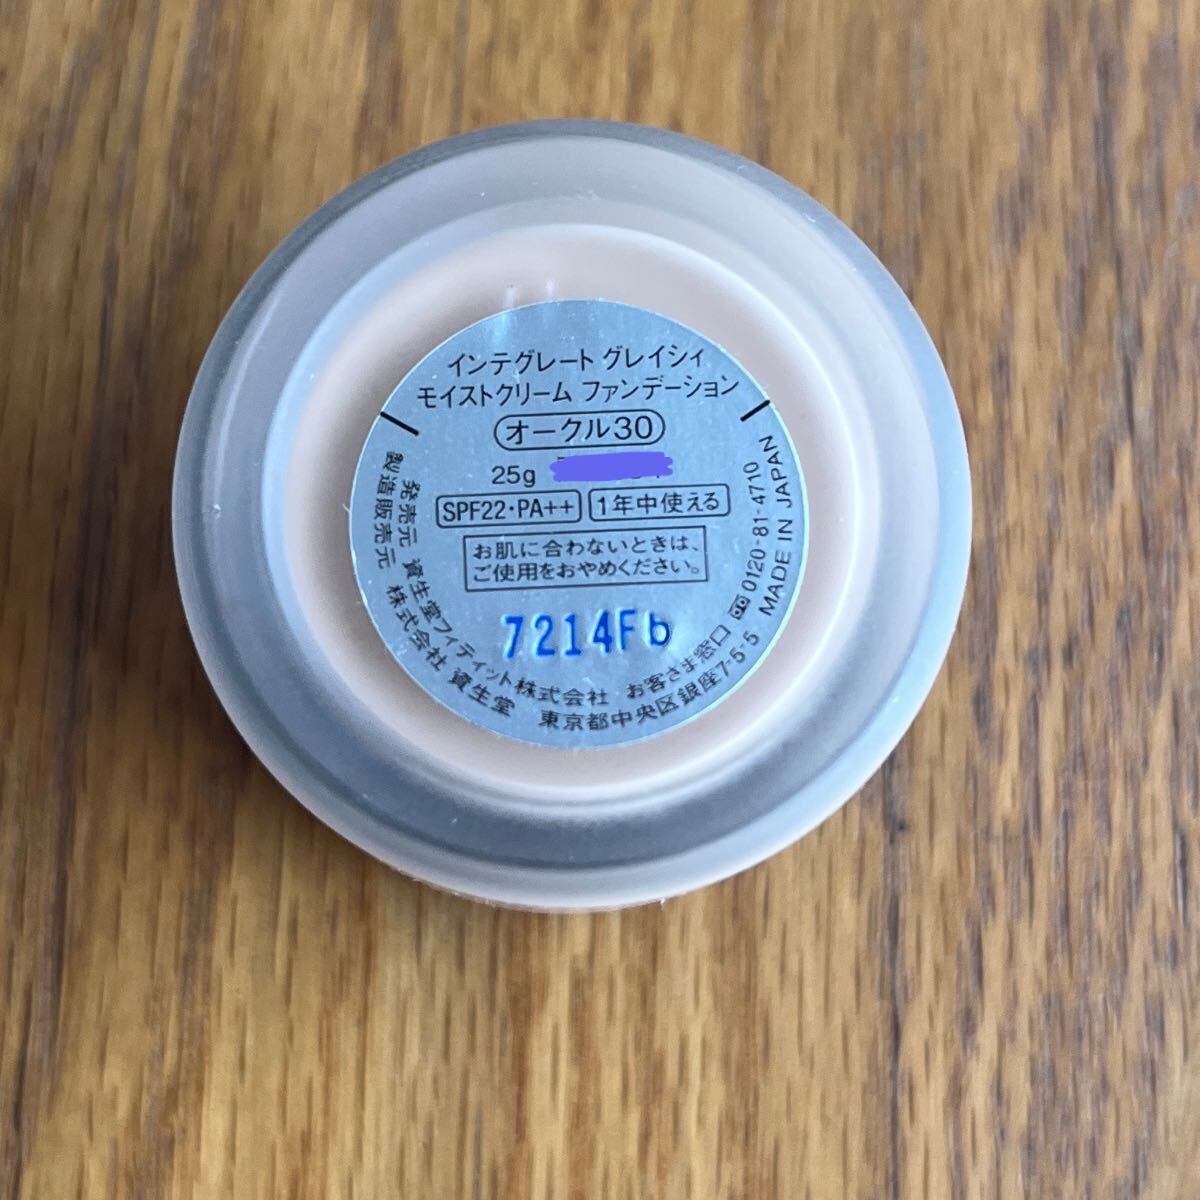 インテグレート グレイシィ
モイストクリーム ファンデーション
オークル30
25g
SPF22・PA++ 1年中使える
お肌に合わないときは、
ご使用をおやめください。
7214Fb
発売元 資生堂フィティット株式会社 お客さま窓口 0120-81-4710
製造販売元 株式会社 資生堂 東京都中央区銀座7-5-5 MADE IN JAPAN